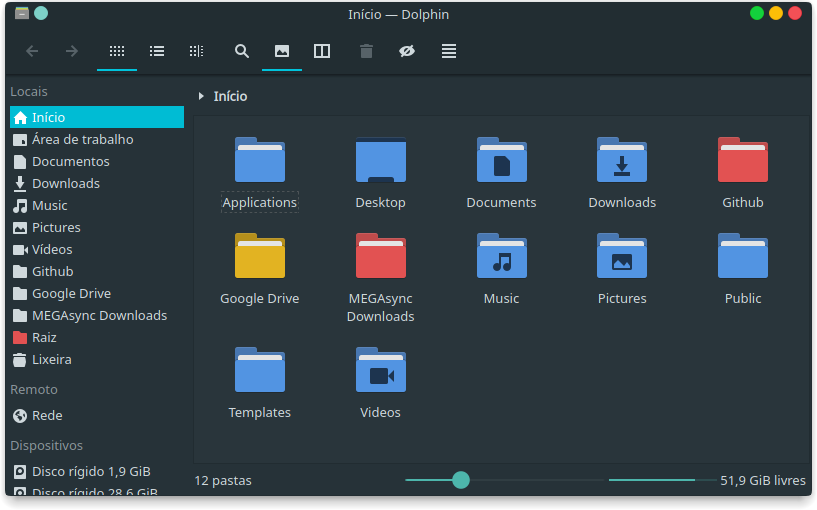 Início — Dolphin
Locais
Início
Área de trabalho
Documentos
Downloads
Music
Pictures
Vídeos
Github
Google Drive
MEGAsync Downloads
Raiz
Lixeira
Remoto
Rede
Dispositivos
Disco rígido 1,9 GiB
Disco rígido 28,6 GiB
Início
Applications
Desktop
Documents
Downloads
Github
Google Drive
MEGAsync
Downloads
Music
Pictures
Public
Templates
Videos
12 pastas
51,9 GiB livres